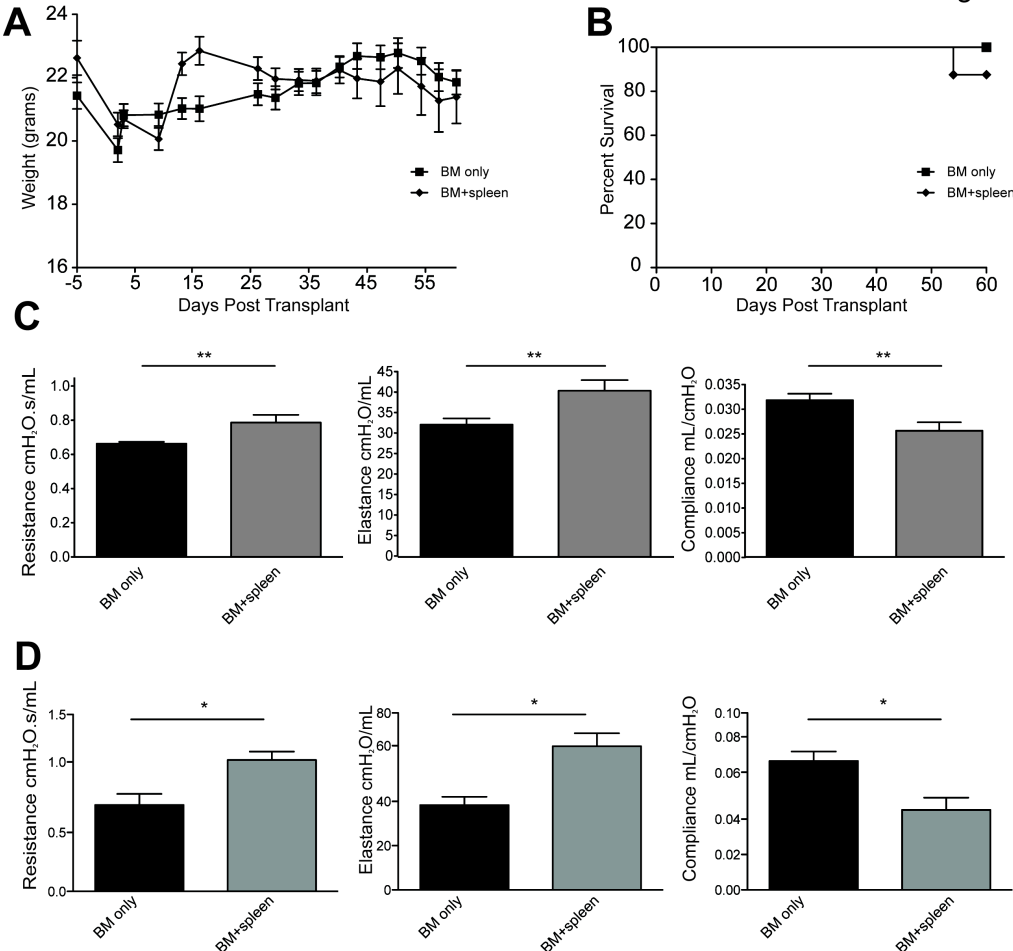 A
24
22
20
18
16
Weight (grams)
-5 5 15 25 35 45 55
Days Post Transplant
BM only
BM+spleen
B
100
80
60
40
20
0
Percent Survival
0 10 20 30 40 50 60
Days Post Transplant
BM only
BM+spleen
C
**
1.0
0.8
0.6
0.4
0.2
0.0
Resistance cmH₂O.s/mL
BM only
BM+spleen
**
45
40
35
30
25
20
15
10
5
0
Elastance cmH₂O/mL
BM only
BM+spleen
**
0.035
0.030
0.025
0.020
0.015
0.010
0.005
0.000
Compliance mL/cmH₂O
BM only
BM+spleen
D
*
1.5
1.0
0.5
0.0
Resistance cmH₂O.s/mL
BM only
BM+spleen
*
80
60
40
20
0
Elastance cmH₂O/mL
BM only
BM+spleen
*
0.10
0.08
0.06
0.04
0.02
0.00
Compliance mL/cmH₂O
BM only
BM+spleen